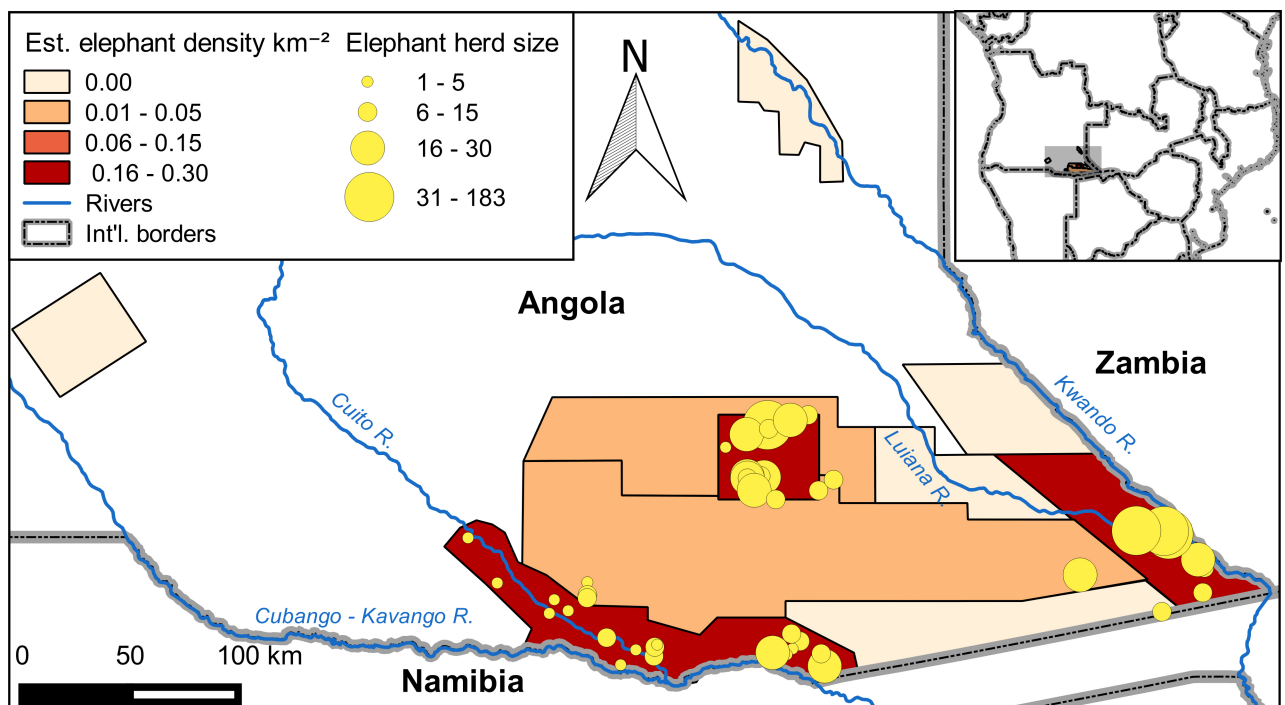 Est. elephant density km⁻²
0.00
0.01 - 0.05
0.06 - 0.15
0.16 - 0.30
Rivers
Int'l. borders
Elephant herd size
1 - 5
6 - 15
16 - 30
31 - 183
N
Angola
Zambia
Kwando R.
Cuito R.
Luiana R.
Cubango - Kavango R.
Namibia
0 50 100 km